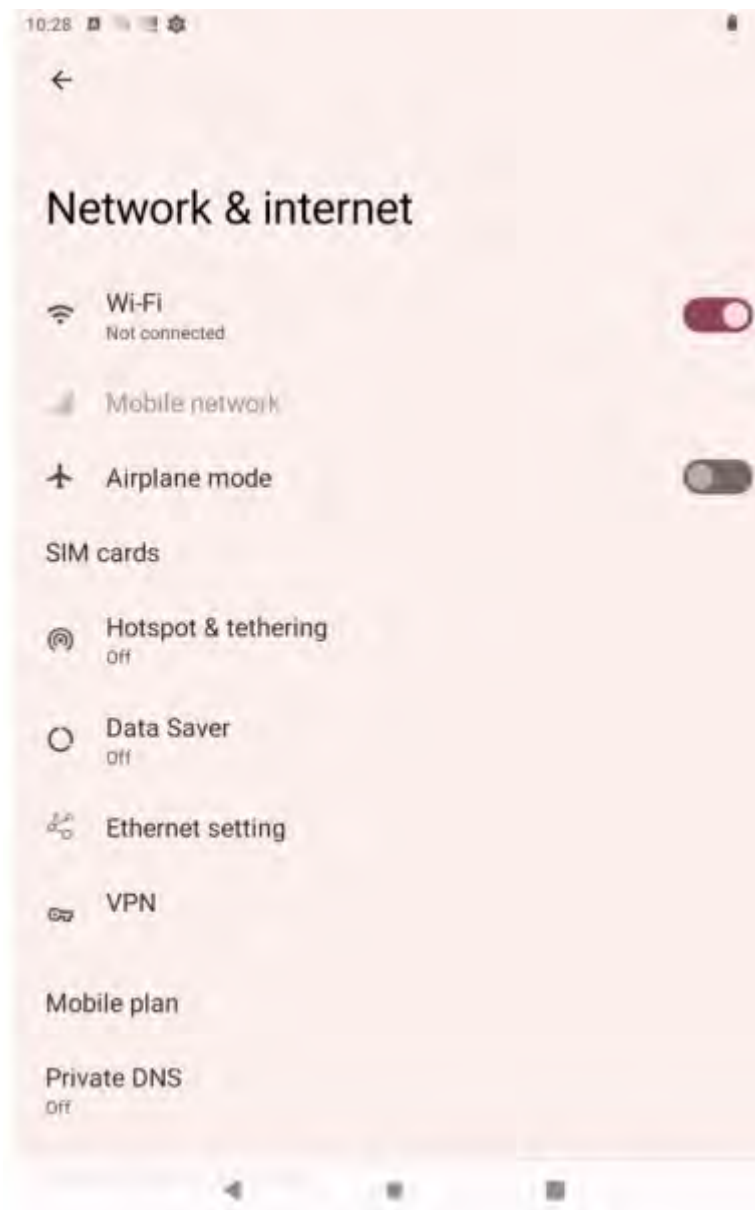 10:28
Network & internet
Wi-Fi
Not connected
Mobile network
Airplane mode
SIM cards
Hotspot & tethering
Off
Data Saver
Off
Ethernet setting
VPN
Mobile plan
Private DNS
Off